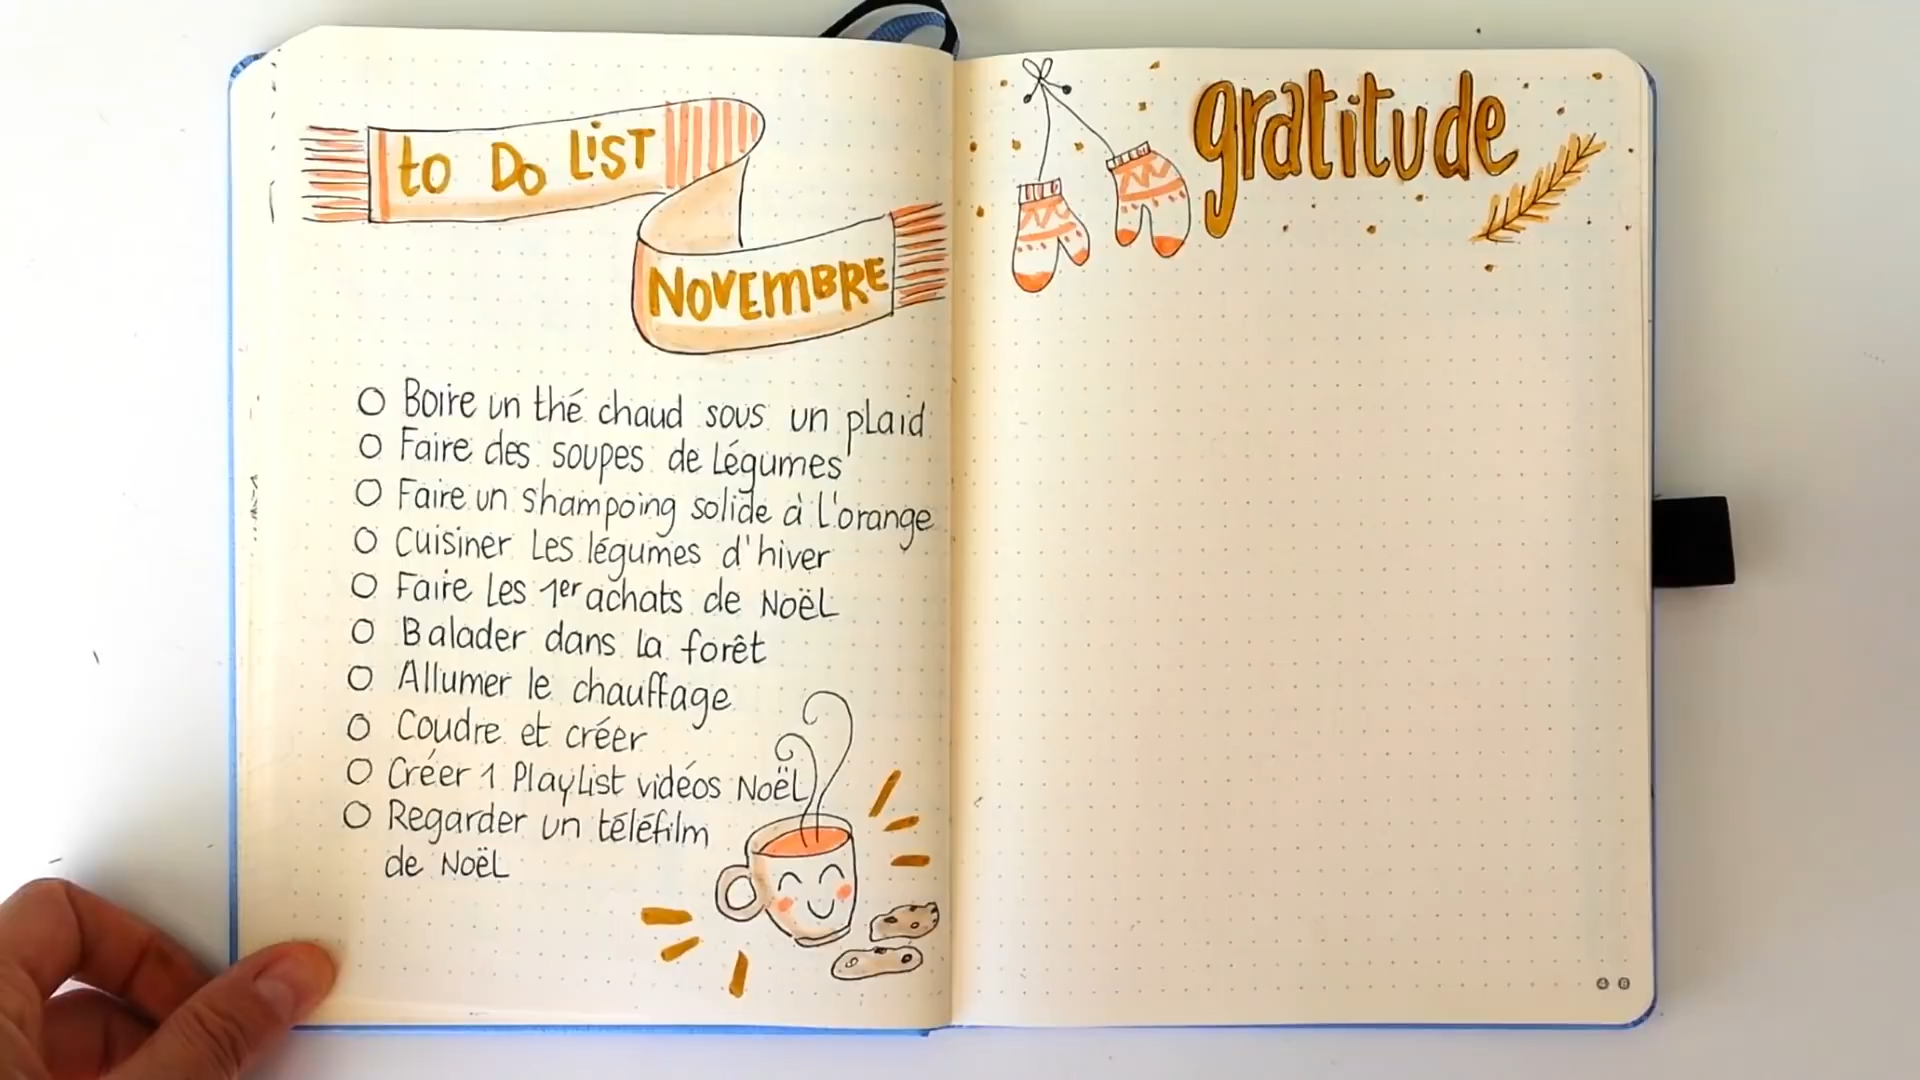 to Do LiST
NOVEMBRE
Boire un thé chaud sous un plaid
Faire des soupes de légumes
Faire un shampoing solide à l'orange
Cuisiner les légumes d'hiver
Faire les 1er achats de Noël
Balader dans la forêt
Allumer le chauffage
Coudre et créer
Créer 1 Playlist vidéos Noël
Regarder un téléfilm
de Noël
gratitude